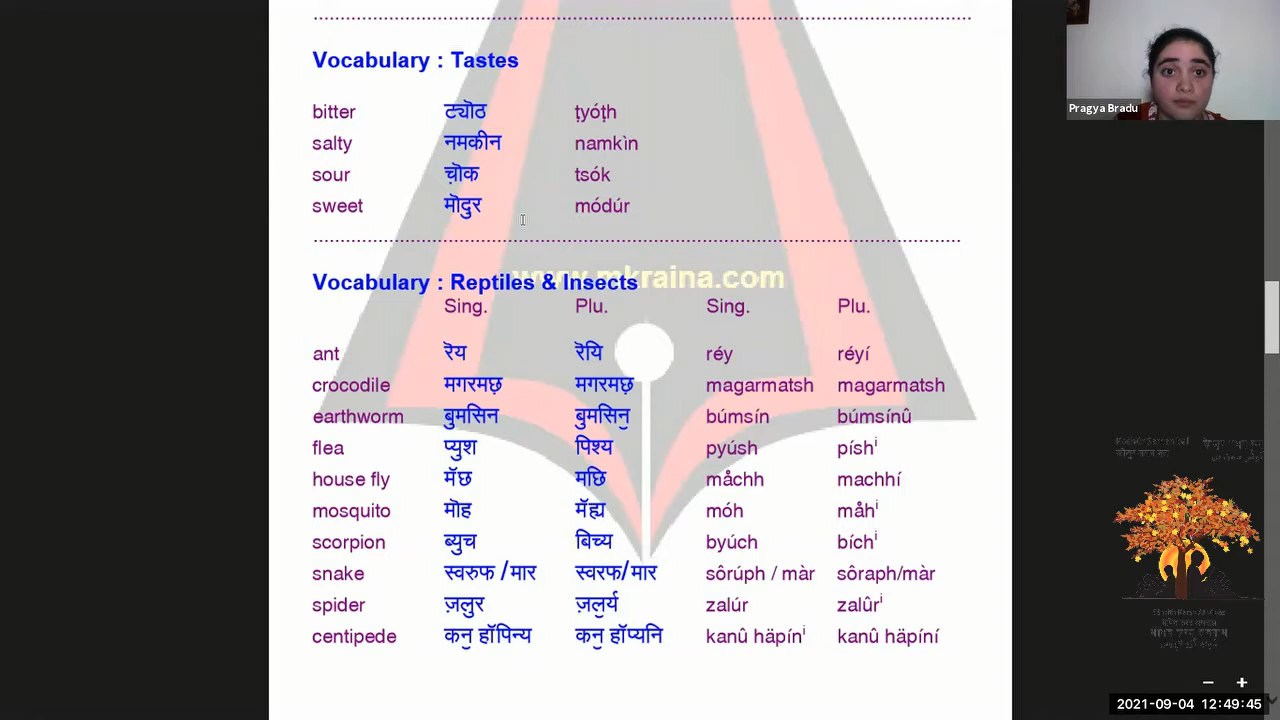 Vocabulary : Tastes
bitter ट्यॊठ ţyóţh
salty नमकीन namkìn
sour च़ॊक tsók
sweet मॊदुर módúr
www.mkraina.com
Vocabulary : Reptiles & Insects
Sing. Plu. Sing. Plu.
ant रॆय रॆयि réy réyí
crocodile मगरमछ़ मगरमछ़ magarmatsh magarmatsh
earthworm बुमसिन बुमसिन॒ búmsín búmsínû
flea प्युश पिश्य pyúsh píshⁱ
house fly मॅछ मछि måchh machhí
mosquito मॊह मॅह्य móh måhⁱ
scorpion ब्युच बिच्य byúch bíchⁱ
snake स्वरुफ /मार स्वरफ/मार sôrúph / màr sôraph/màr
spider ज़लुर ज़ल॒र्य zalúr zalûrⁱ
centipede कन॒ हॉपिन्य कन॒ हॉप्यनि kanû häpínⁱ kanû häpíní
Pragya Bradu
2021-09-04 12:49:45